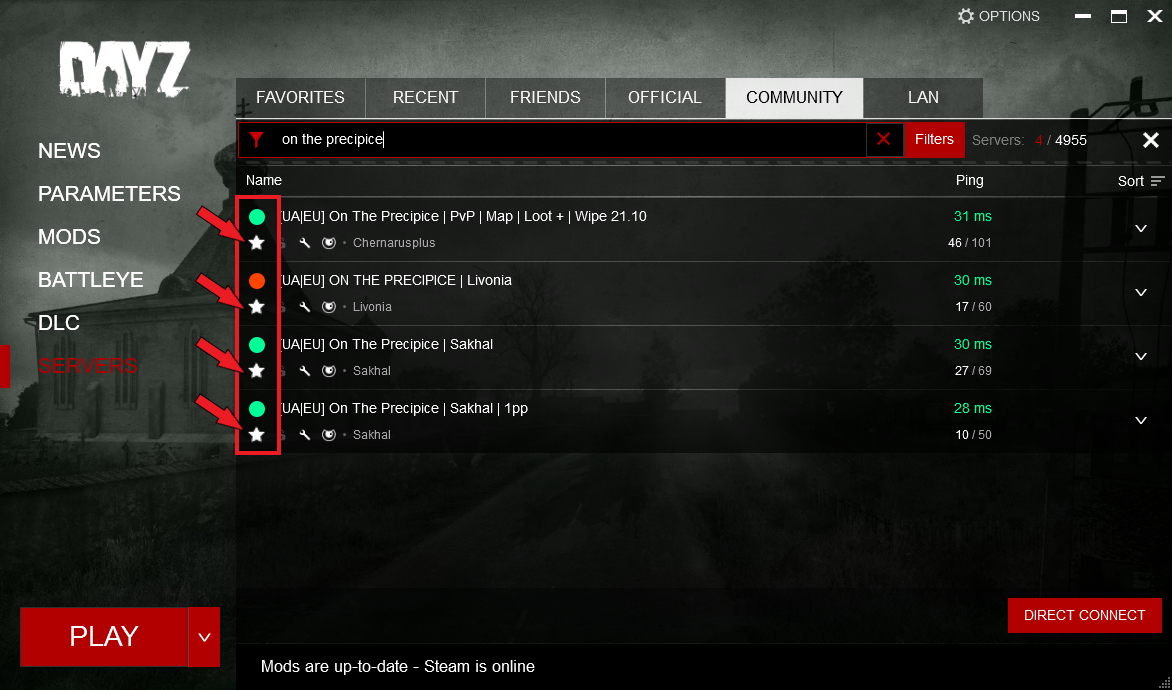 OPTIONS
DAYZ
FAVORITES RECENT FRIENDS OFFICIAL COMMUNITY LAN
on the precipice Filters Servers: 4 / 4955
NEWS
PARAMETERS
MODS
BATTLEYE
DLC
SERVERS
Name Ping Sort
[UA|EU] On The Precipice | PvP | Map | Loot + | Wipe 21.10 31 ms
• Chernarusplus 46 / 101
[UA|EU] ON THE PRECIPICE | Livonia 30 ms
• Livonia 17 / 60
[UA|EU] On The Precipice | Sakhal 30 ms
• Sakhal 27 / 69
[UA|EU] On The Precipice | Sakhal | 1pp 28 ms
• Sakhal 10 / 50
DIRECT CONNECT
PLAY
Mods are up-to-date - Steam is online